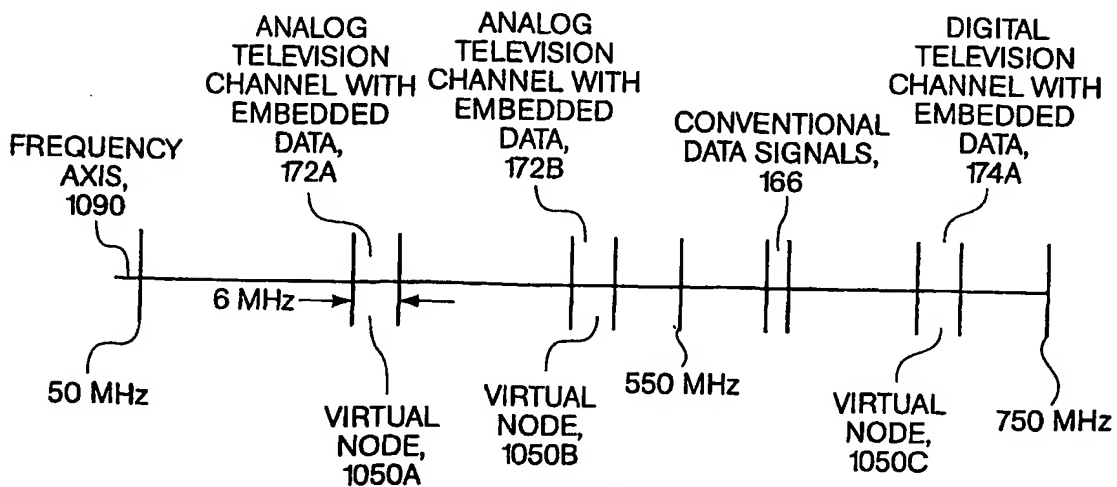 FREQUENCY
AXIS,
1090
ANALOG
TELEVISION
CHANNEL WITH
EMBEDDED
DATA,
172A
ANALOG
TELEVISION
CHANNEL WITH
EMBEDDED
DATA,
172B
CONVENTIONAL
DATA SIGNALS,
166
DIGITAL
TELEVISION
CHANNEL WITH
EMBEDDED
DATA,
174A
6 MHz
50 MHz
VIRTUAL
NODE,
1050A
VIRTUAL
NODE,
1050B
550 MHz
VIRTUAL
NODE,
1050C
750 MHz